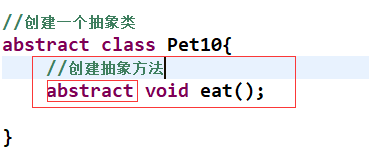 //创建一个抽象类
abstract class Pet10{
//创建抽象方法
abstract void eat();
}